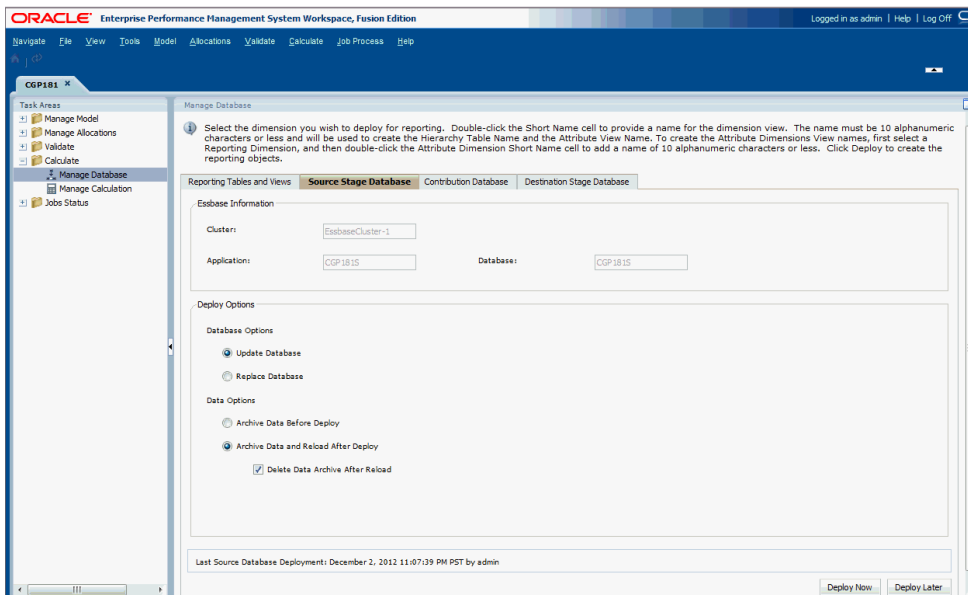 ORACLE Enterprise Performance Management System Workspace, Fusion Edition
Logged in as admin | Help | Log Off
Navigate File View Tools Model Allocations Validate Calculate Job Process Help
CGP181
Task Areas
Manage Model
Manage Allocations
Validate
Calculate
Manage Database
Manage Calculation
Jobs Status
Manage Database
Select the dimension you wish to deploy for reporting. Double-click the Short Name cell to provide a name for the dimension view. The name must be 10 alphanumeric
characters or less and will be used to create the Hierarchy Table Name and the Attribute View Name. To create the Attribute Dimensions View names, first select a
Reporting Dimension, and then double-click the Attribute Dimension Short Name cell to add a name of 10 alphanumeric characters or less. Click Deploy to create the
reporting objects.
Reporting Tables and Views Source Stage Database Contribution Database Destination Stage Database
Essbase Information
Cluster: EssbaseCluster-1
Application: CGP181S Database: CGP181S
Deploy Options
Database Options
Update Database
Replace Database
Data Options
Archive Data Before Deploy
Archive Data and Reload After Deploy
Delete Data Archive After Reload
Last Source Database Deployment: December 2, 2012 11:07:39 PM PST by admin
Deploy Now Deploy Later